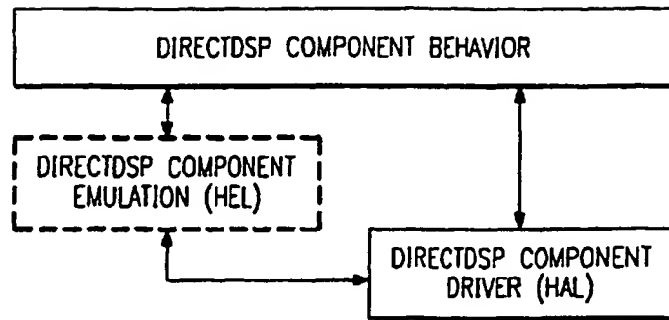 DIRECTDSP COMPONENT BEHAVIOR
DIRECTDSP COMPONENT
EMULATION (HEL)
DIRECTDSP COMPONENT
DRIVER (HAL)